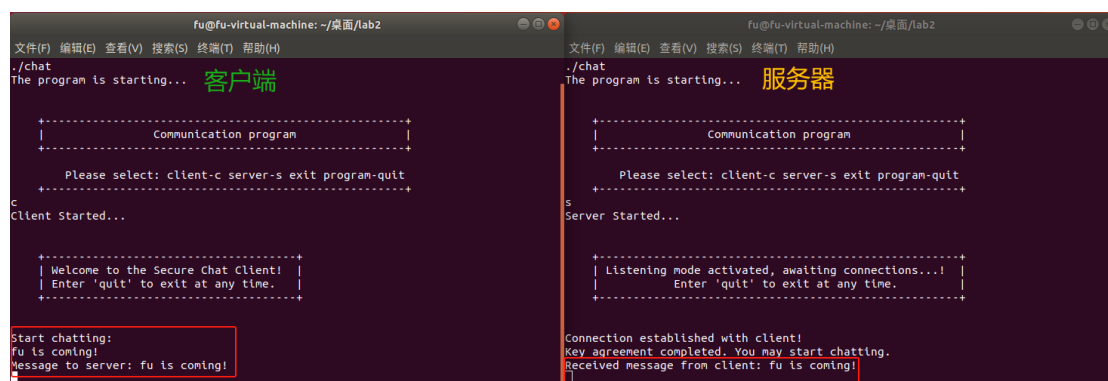 fu@fu-virtual-machine: ~/桌面/lab2
文件(F) 编辑(E) 查看(V) 搜索(S) 终端(T) 帮助(H)
./chat
The program is starting...
客户端
+----------------------------------------------------+
| Communication program |
+----------------------------------------------------+
Please select: client-c server-s exit program-quit
+----------------------------------------------------+
c
Client Started...
+------------------------------------+
| Welcome to the Secure Chat Client! |
| Enter 'quit' to exit at any time. |
+------------------------------------+
Start chatting:
fu is coming!
Message to server: fu is coming!
fu@fu-virtual-machine: ~/桌面/lab2
文件(F) 编辑(E) 查看(V) 搜索(S) 终端(T) 帮助(H)
./chat
The program is starting...
服务器
+----------------------------------------------------+
| Communication program |
+----------------------------------------------------+
Please select: client-c server-s exit program-quit
+----------------------------------------------------+
s
Server Started...
+----------------------------------------------------+
| Listening mode activated, awaiting connections...! |
| Enter 'quit' to exit at any time. |
+----------------------------------------------------+
Connection established with client!
Key agreement completed. You may start chatting.
Received message from client: fu is coming!